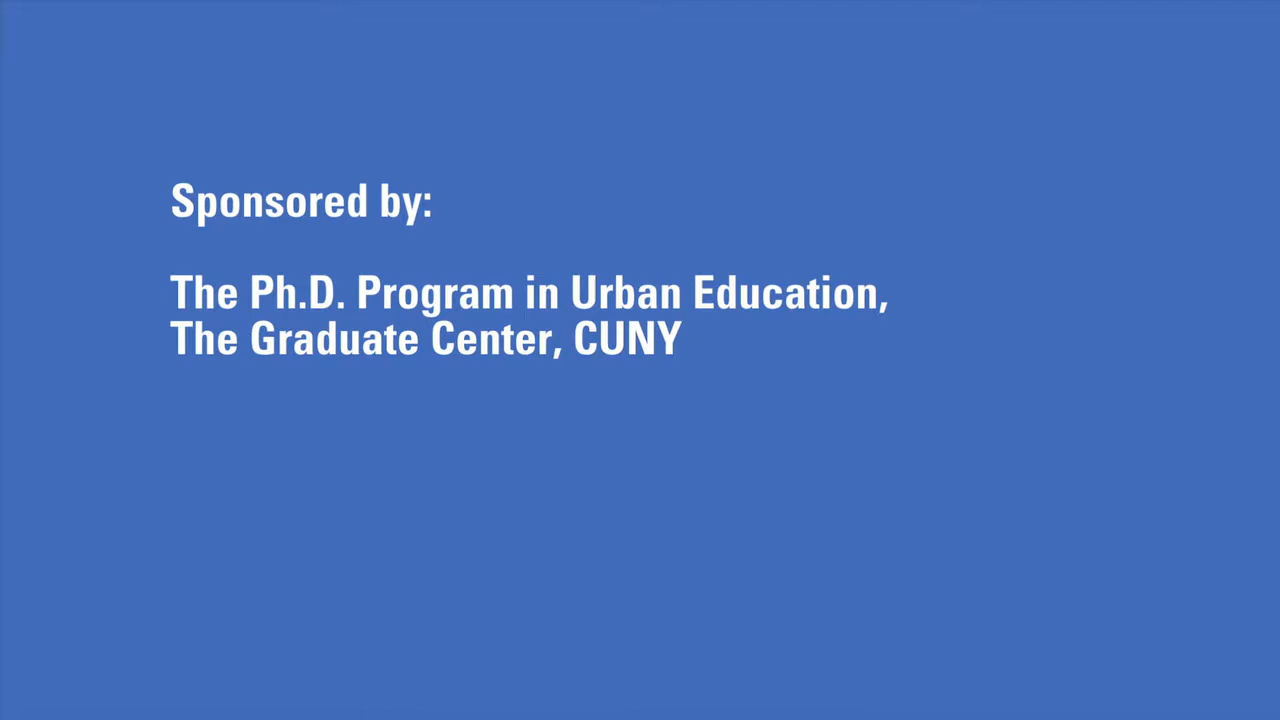 Sponsored by:
The Ph.D. Program in Urban Education,
The Graduate Center, CUNY